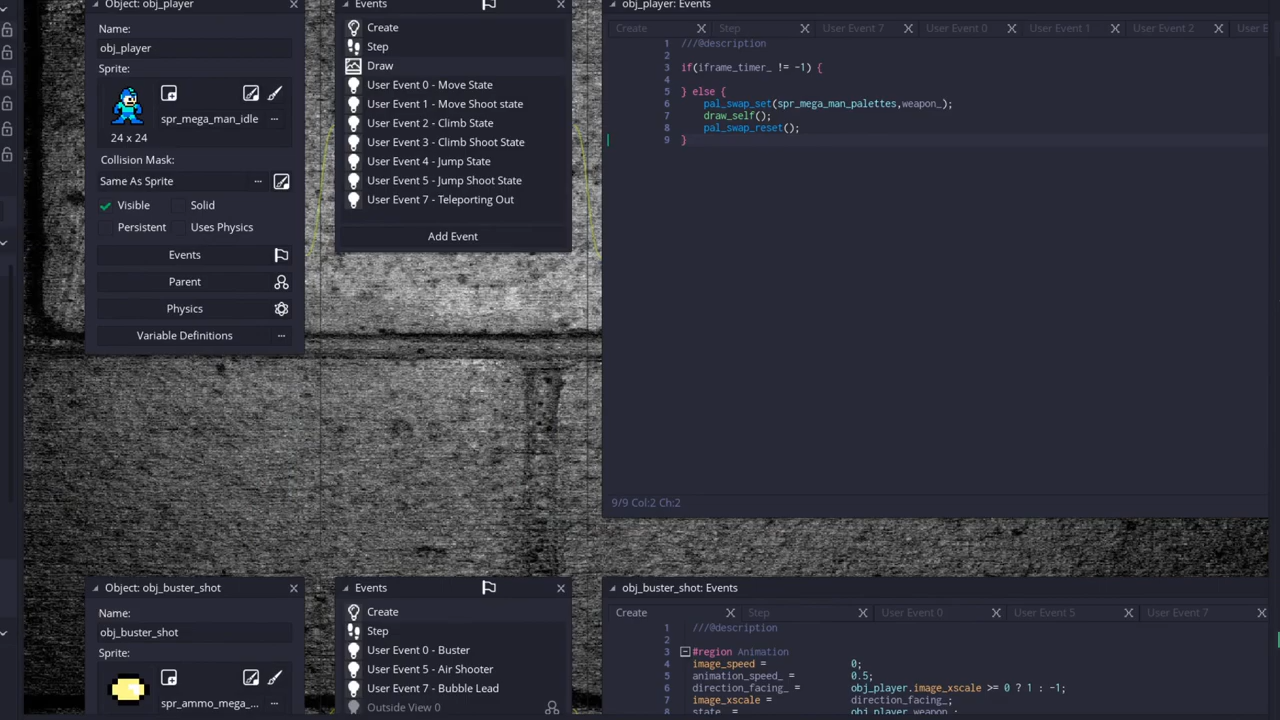 Object: obj_player
Name:
obj_player
Sprite:
spr_mega_man_idle
24 x 24
Collision Mask:
Same As Sprite
Visible
Solid
Persistent
Uses Physics
Events
Parent
Physics
Variable Definitions
Events
Create
Step
Draw
User Event 0 - Move State
User Event 1 - Move Shoot state
User Event 2 - Climb State
User Event 3 - Climb Shoot State
User Event 4 - Jump State
User Event 5 - Jump Shoot State
User Event 7 - Teleporting Out
Add Event
obj_player: Events
Create
Step
User Event 7
User Event 0
User Event 1
User Event 2
User E
1 ///@description
2
3 if(iframe_timer_ != -1) {
4
5 } else {
6 pal_swap_set(spr_mega_man_palettes,weapon_);
7 draw_self();
8 pal_swap_reset();
9 }
9/9 Col:2 Ch:2
Object: obj_buster_shot
Name:
obj_buster_shot
Sprite:
spr_ammo_mega_...
Events
Create
Step
User Event 0 - Buster
User Event 5 - Air Shooter
User Event 7 - Bubble Lead
Outside View 0
obj_buster_shot: Events
Create
Step
User Event 0
User Event 5
User Event 7
1 ///@description
2
3 #region Animation
4 image_speed = 0;
5 animation_speed_ = 0.5;
6 direction_facing_ = obj_player.image_xscale >= 0 ? 1 : -1;
7 image_xscale = direction_facing_;
8 state_ = obj_player.weapon_;